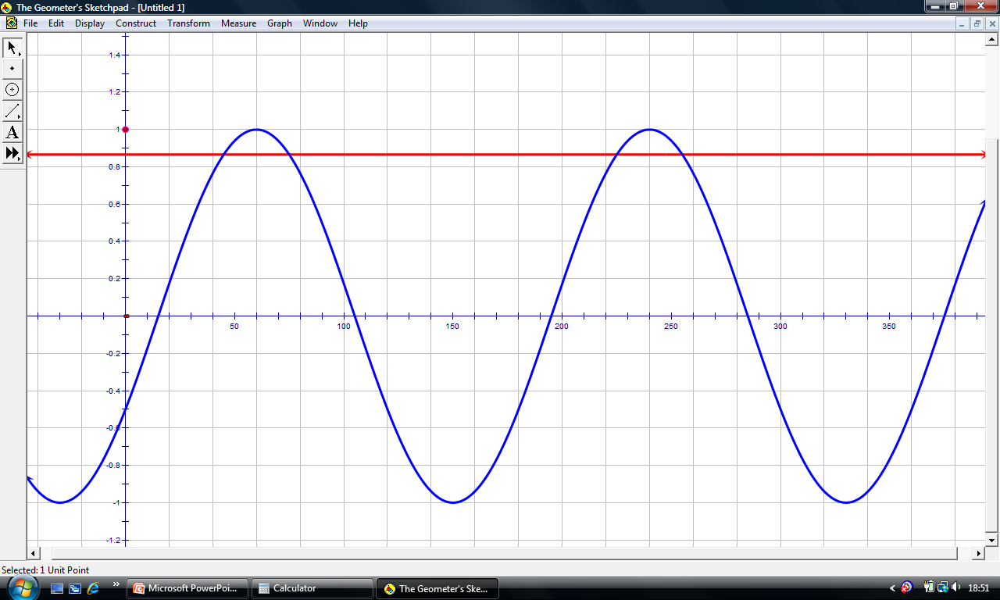 The Geometer's Sketchpad - [Untitled 1]
File Edit Display Construct Transform Measure Graph Window Help
A
1.4
1.2
1
0.8
0.6
0.4
0.2
50 100 150 200 250 300 350
-0.2
-0.4
-0.6
-0.8
-1
-1.2
Selected: 1 Unit Point
Microsoft PowerPoi... Calculator The Geometer's Ske... 18:51